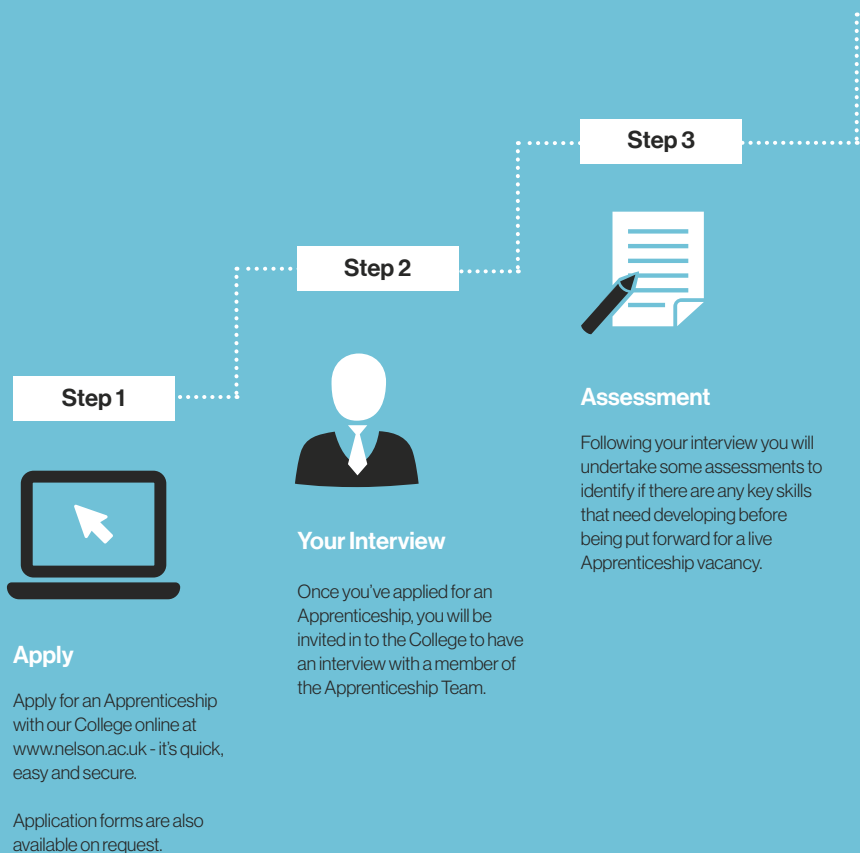 Step 1
Apply
Apply for an Apprenticeship
with our College online at
www.nelson.ac.uk - it's quick,
easy and secure.
Application forms are also
available on request.
Step 2
Your Interview
Once you've applied for an
Apprenticeship, you will be
invited in to the College to have
an interview with a member of
the Apprenticeship Team.
Step 3
Assessment
Following your interview you will
undertake some assessments to
identify if there are any key skills
that need developing before
being put forward for a live
Apprenticeship vacancy.